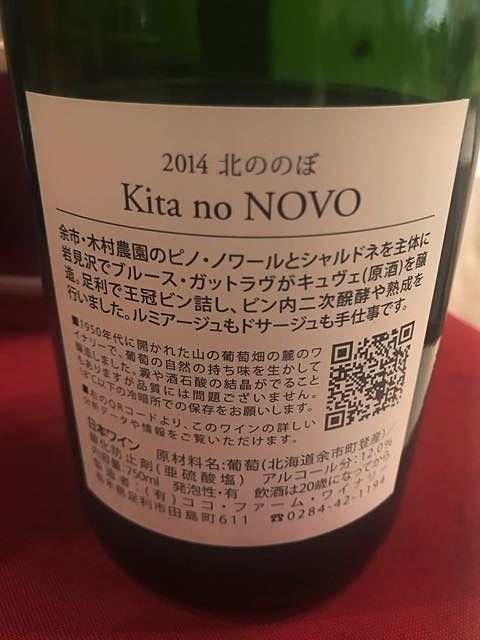 2014 北ののぼ
Kita no NOVO
余市・木村農園のピノ・ノワールとシャルドネを主体に
岩見沢でブルース・ガットラヴがキュヴェ(原酒)を醸
造。足利で王冠ビン詰し、ビン内二次醗酵や熟成を
行いました。ルミアージュもドサージュも手仕事です。
■1950年代に開かれた山の葡萄畑の麓のワ
イナリーで、葡萄の自然の持ち味を生かして
醸造しました。澱や酒石酸の結晶がでること
もありますが品質には問題ございません。
15℃以下の冷暗所での保存をお願いします。
■右のQRコードより、このワインの詳しい
分析データや情報をご覧いただけます。
日本ワイン 原材料名:葡萄(北海道余市町登産)/
酸化防止剤(亜硫酸塩) アルコール分:12.0%
内容量:750ml 発泡性・有 飲酒は20歳になってから
製造者:(有)ココ・ファーム・ワイナリー
栃木県足利市田島町611 ☎0284-42-1194